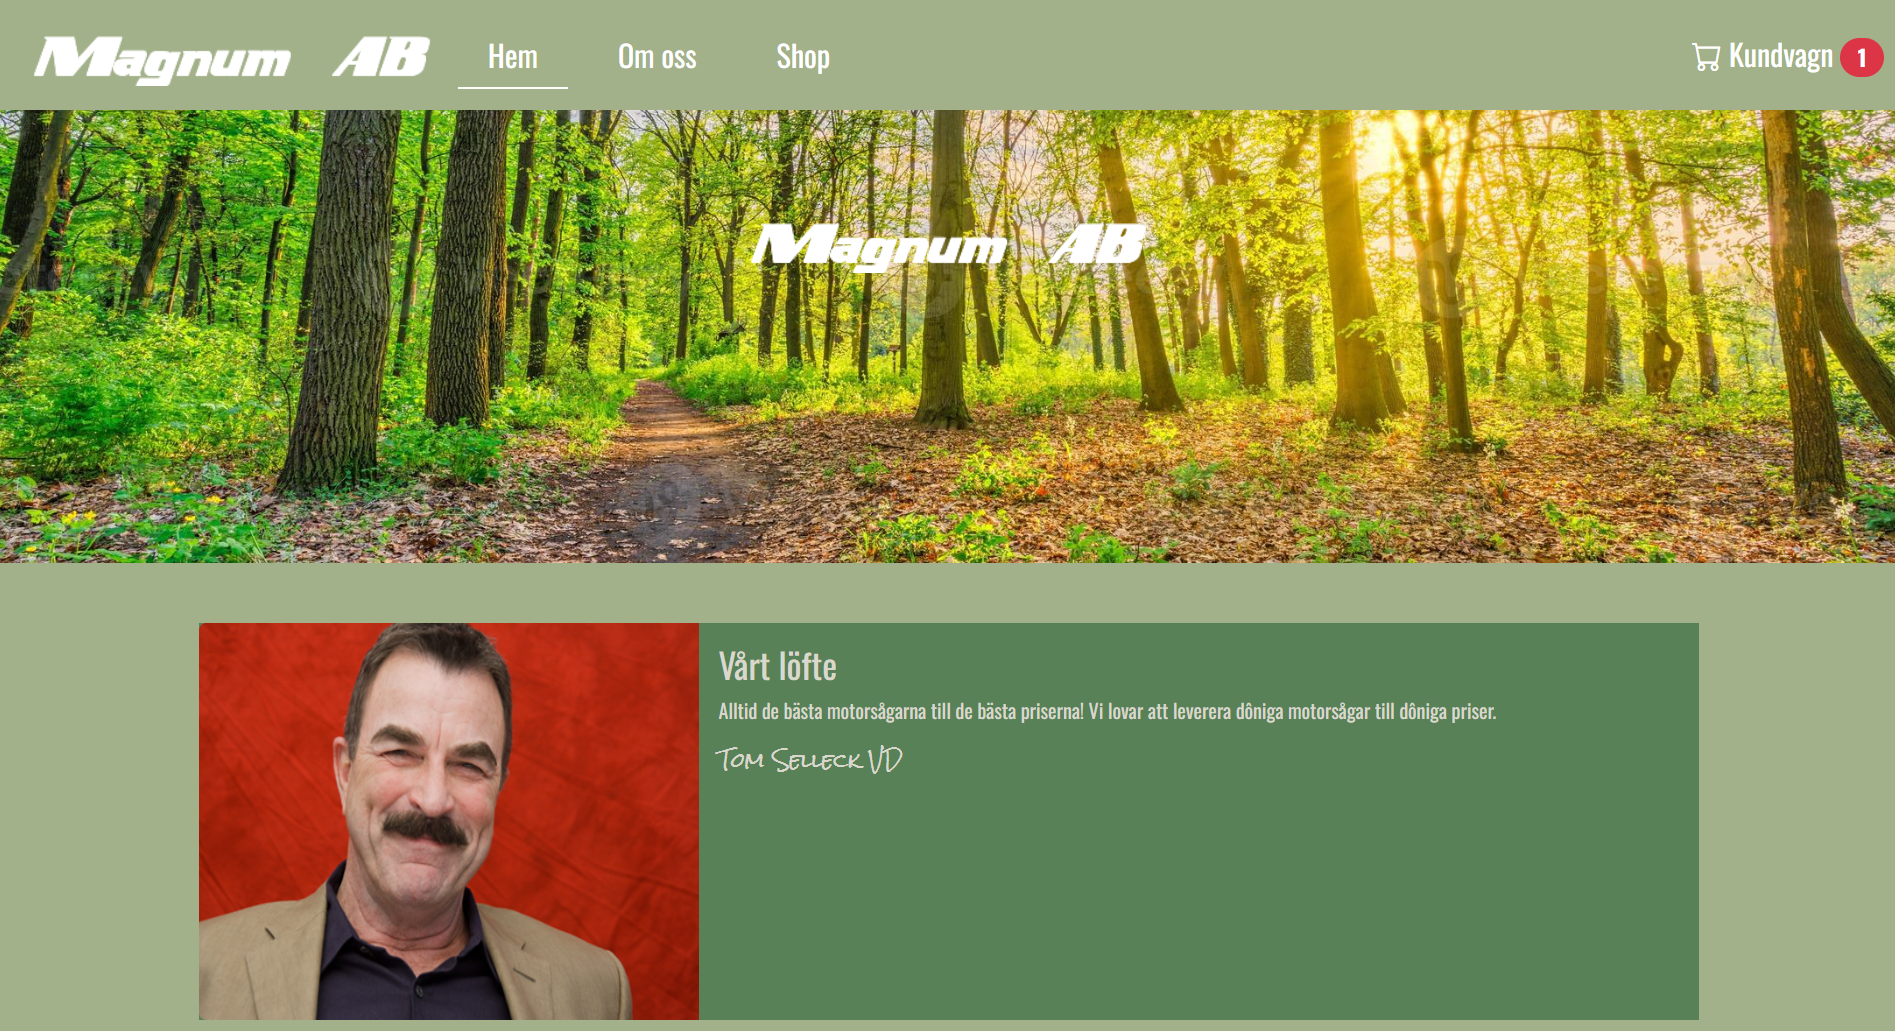 Magnum AB
Hem
Om oss
Shop
Kundvagn 1
Magnum AB
Vårt löfte
Alltid de bästa motorsågarna till de bästa priserna! Vi lovar att leverera dôniga motorsågar till dôniga priser.
Tom Selleck VD